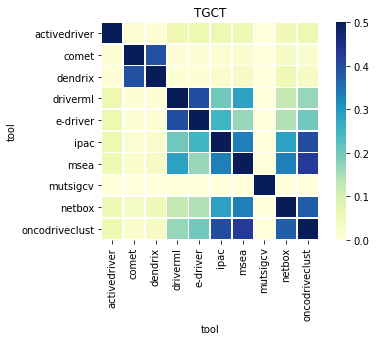 TGCT
tool
activedriver
comet
dendrix
driverml
e-driver
ipac
msea
mutsigcv
netbox
oncodriveclust
activedriver
comet
dendrix
driverml
e-driver
ipac
msea
mutsigcv
netbox
oncodriveclust
tool
0.5
0.4
0.3
0.2
0.1
0.0